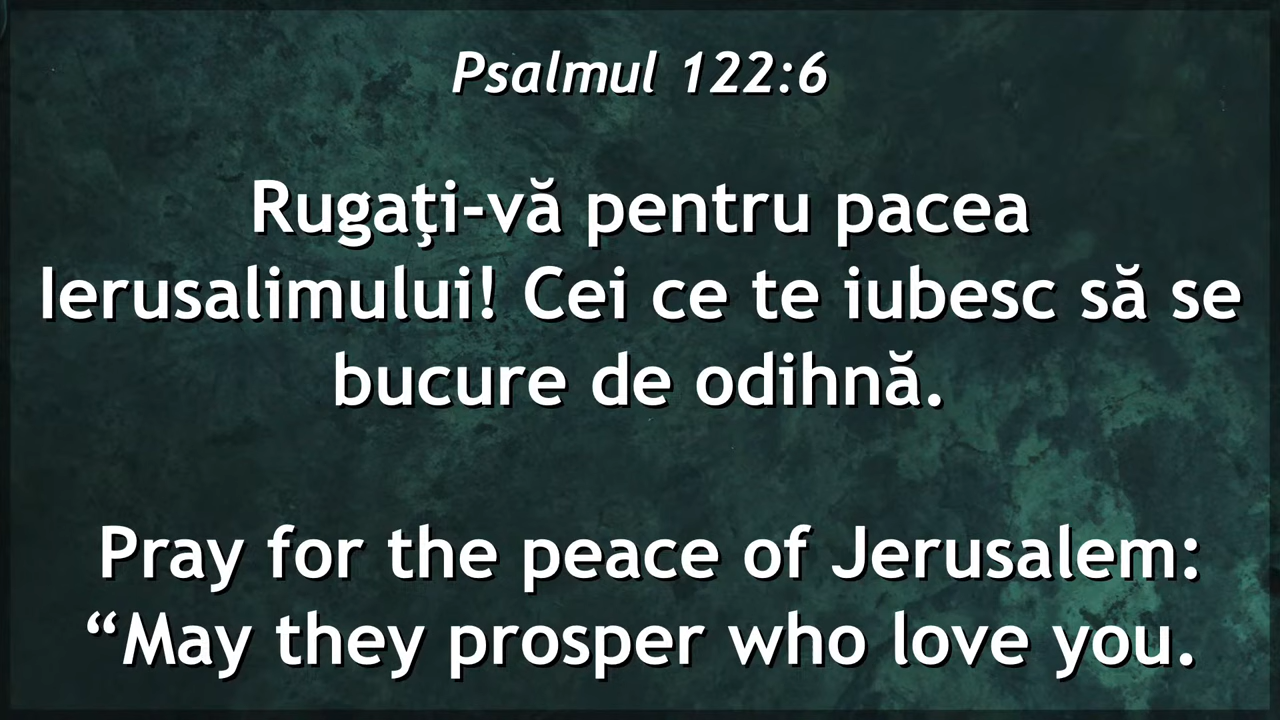 Psalmul 122:6
Rugaţi-vă pentru pacea
Ierusalimului! Cei ce te iubesc să se
bucure de odihnă.
Pray for the peace of Jerusalem:
“May they prosper who love you.